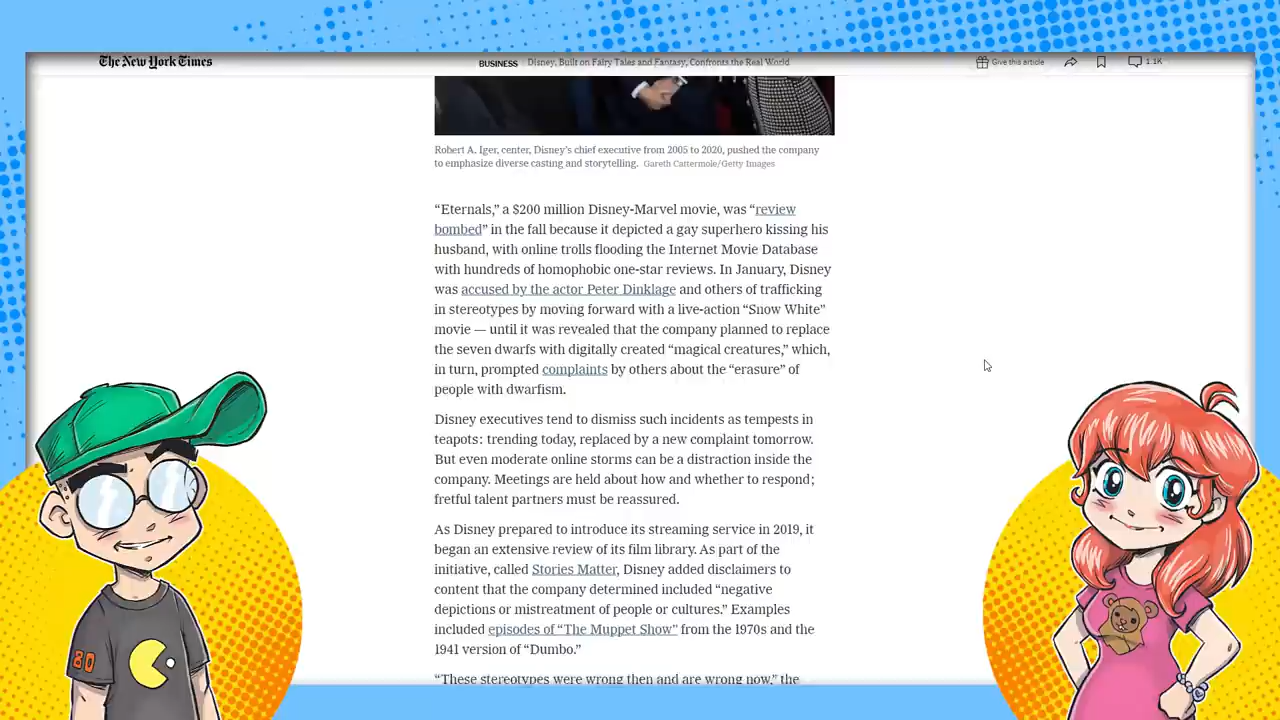 The New York Times
BUSINESS
Disney, Built on Fairy Tales and Fantasy, Confronts the Real World
Give this article
1.1K
Robert A. Iger, center, Disney’s chief executive from 2005 to 2020, pushed the company
to emphasize diverse casting and storytelling. Gareth Cattermole/Getty Images
“Eternals,” a $200 million Disney-Marvel movie, was “review
bombed” in the fall because it depicted a gay superhero kissing his
husband, with online trolls flooding the Internet Movie Database
with hundreds of homophobic one-star reviews. In January, Disney
was accused by the actor Peter Dinklage and others of trafficking
in stereotypes by moving forward with a live-action “Snow White”
movie — until it was revealed that the company planned to replace
the seven dwarfs with digitally created “magical creatures,” which,
in turn, prompted complaints by others about the “erasure” of
people with dwarfism.
Disney executives tend to dismiss such incidents as tempests in
teapots: trending today, replaced by a new complaint tomorrow.
But even moderate online storms can be a distraction inside the
company. Meetings are held about how and whether to respond;
fretful talent partners must be reassured.
As Disney prepared to introduce its streaming service in 2019, it
began an extensive review of its film library. As part of the
initiative, called Stories Matter, Disney added disclaimers to
content that the company determined included “negative
depictions or mistreatment of people or cultures.” Examples
included episodes of “The Muppet Show” from the 1970s and the
1941 version of “Dumbo.”
“These stereotypes were wrong then and are wrong now,” the
80